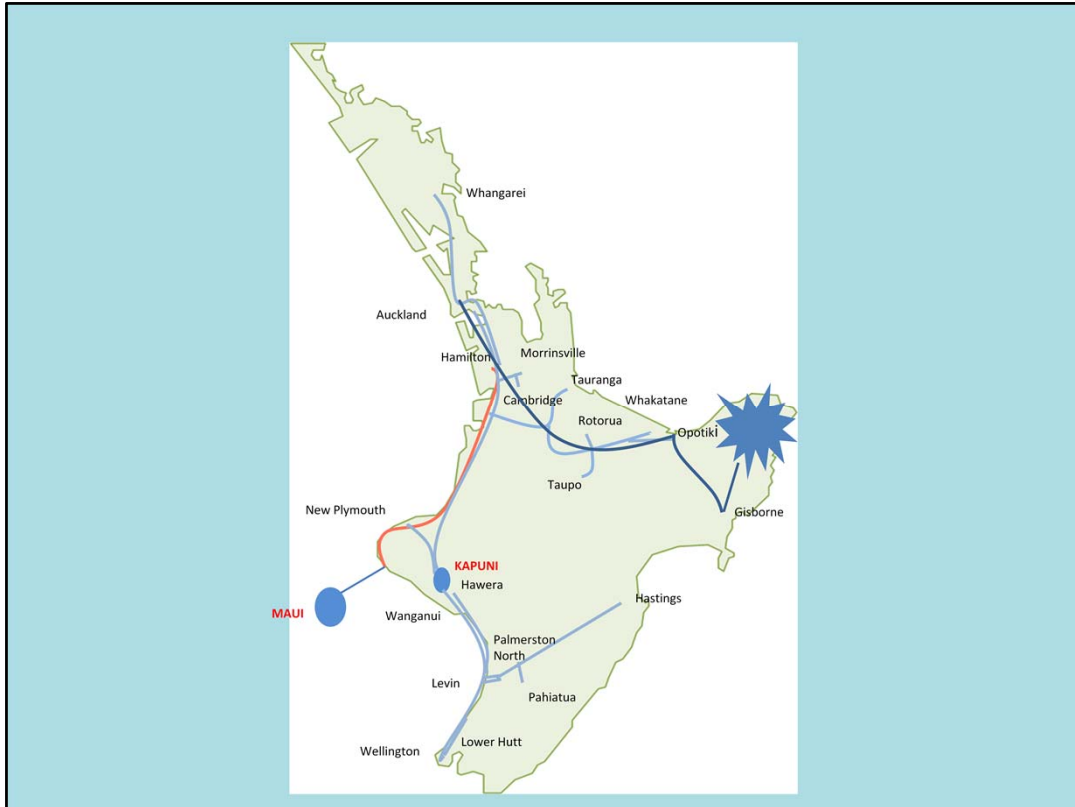 Whangarei
Auckland
Hamilton
Morrinsville
Tauranga
Cambridge
Whakatane
Rotorua
Opotiki
Taupo
New Plymouth
Gisborne
KAPUNI
Hawera
MAUI
Wanganui
Hastings
Palmerston
North
Levin
Pahiatua
Wellington
Lower Hutt